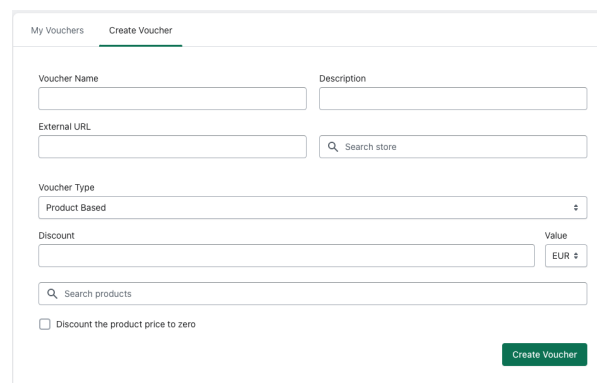 My Vouchers Create Voucher
Voucher Name Description
External URL
Search store
Voucher Type
Product Based
Discount Value
EUR
Search products
Discount the product price to zero
Create Voucher